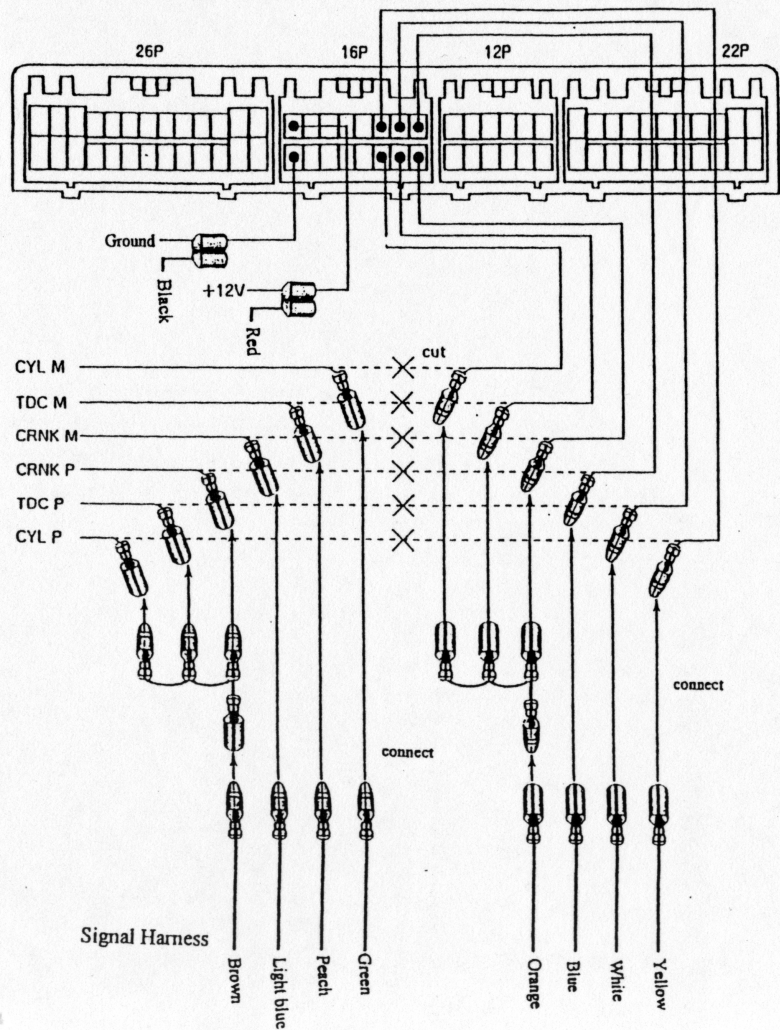 26P
16P
12P
22P
Ground
Black
+12V
Red
cut
CYL M
TDC M
CRNK M
CRNK P
TDC P
CYL P
connect
connect
Signal Harness
Brown
Light blue
Peach
Green
Orange
Blue
White
Yellow